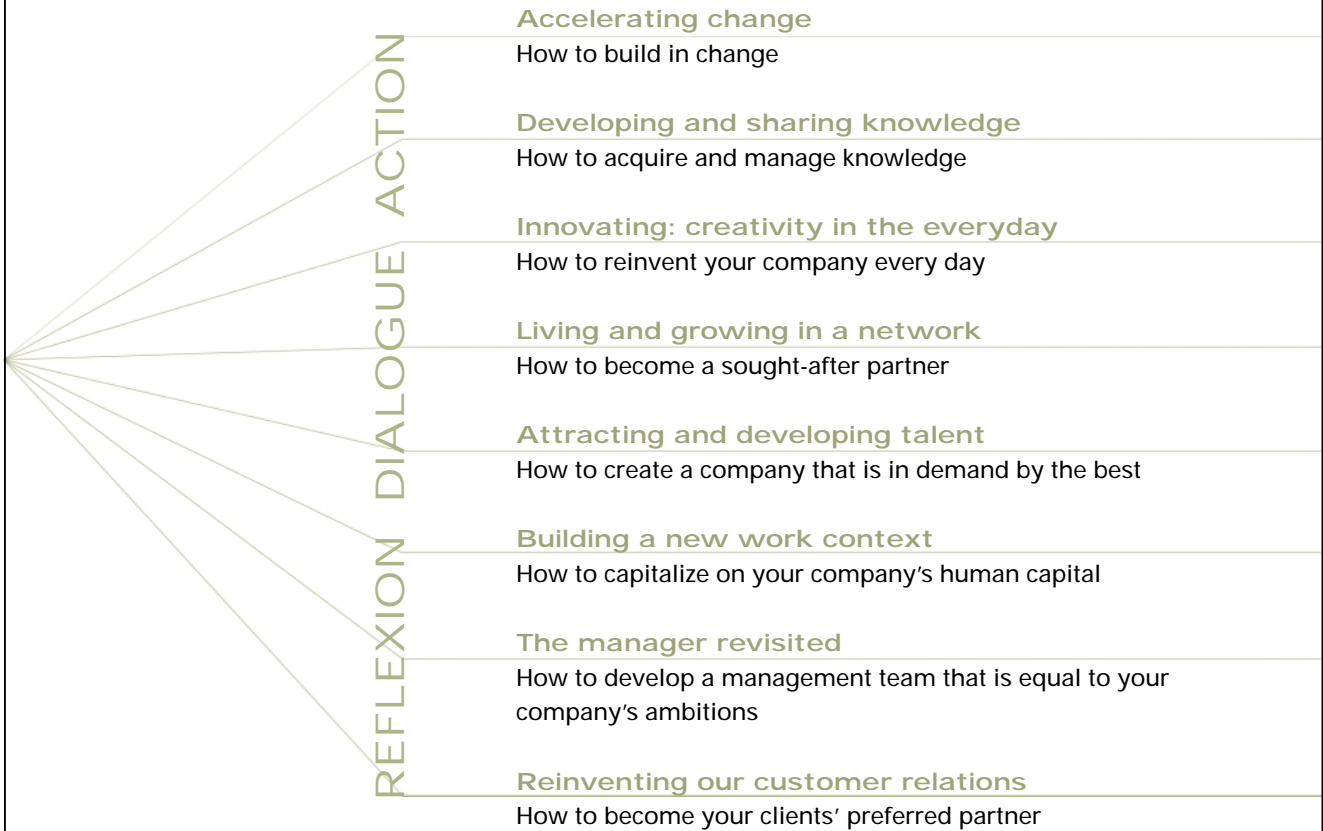 Accelerating change
How to build in change
Developing and sharing knowledge
How to acquire and manage knowledge
Innovating: creativity in the everyday
How to reinvent your company every day
Living and growing in a network
How to become a sought-after partner
Attracting and developing talent
How to create a company that is in demand by the best
Building a new work context
How to capitalize on your company's human capital
The manager revisited
How to develop a management team that is equal to your
company's ambitions
Reinventing our customer relations
How to become your clients' preferred partner
REFLEXION DIALOGUE ACTION